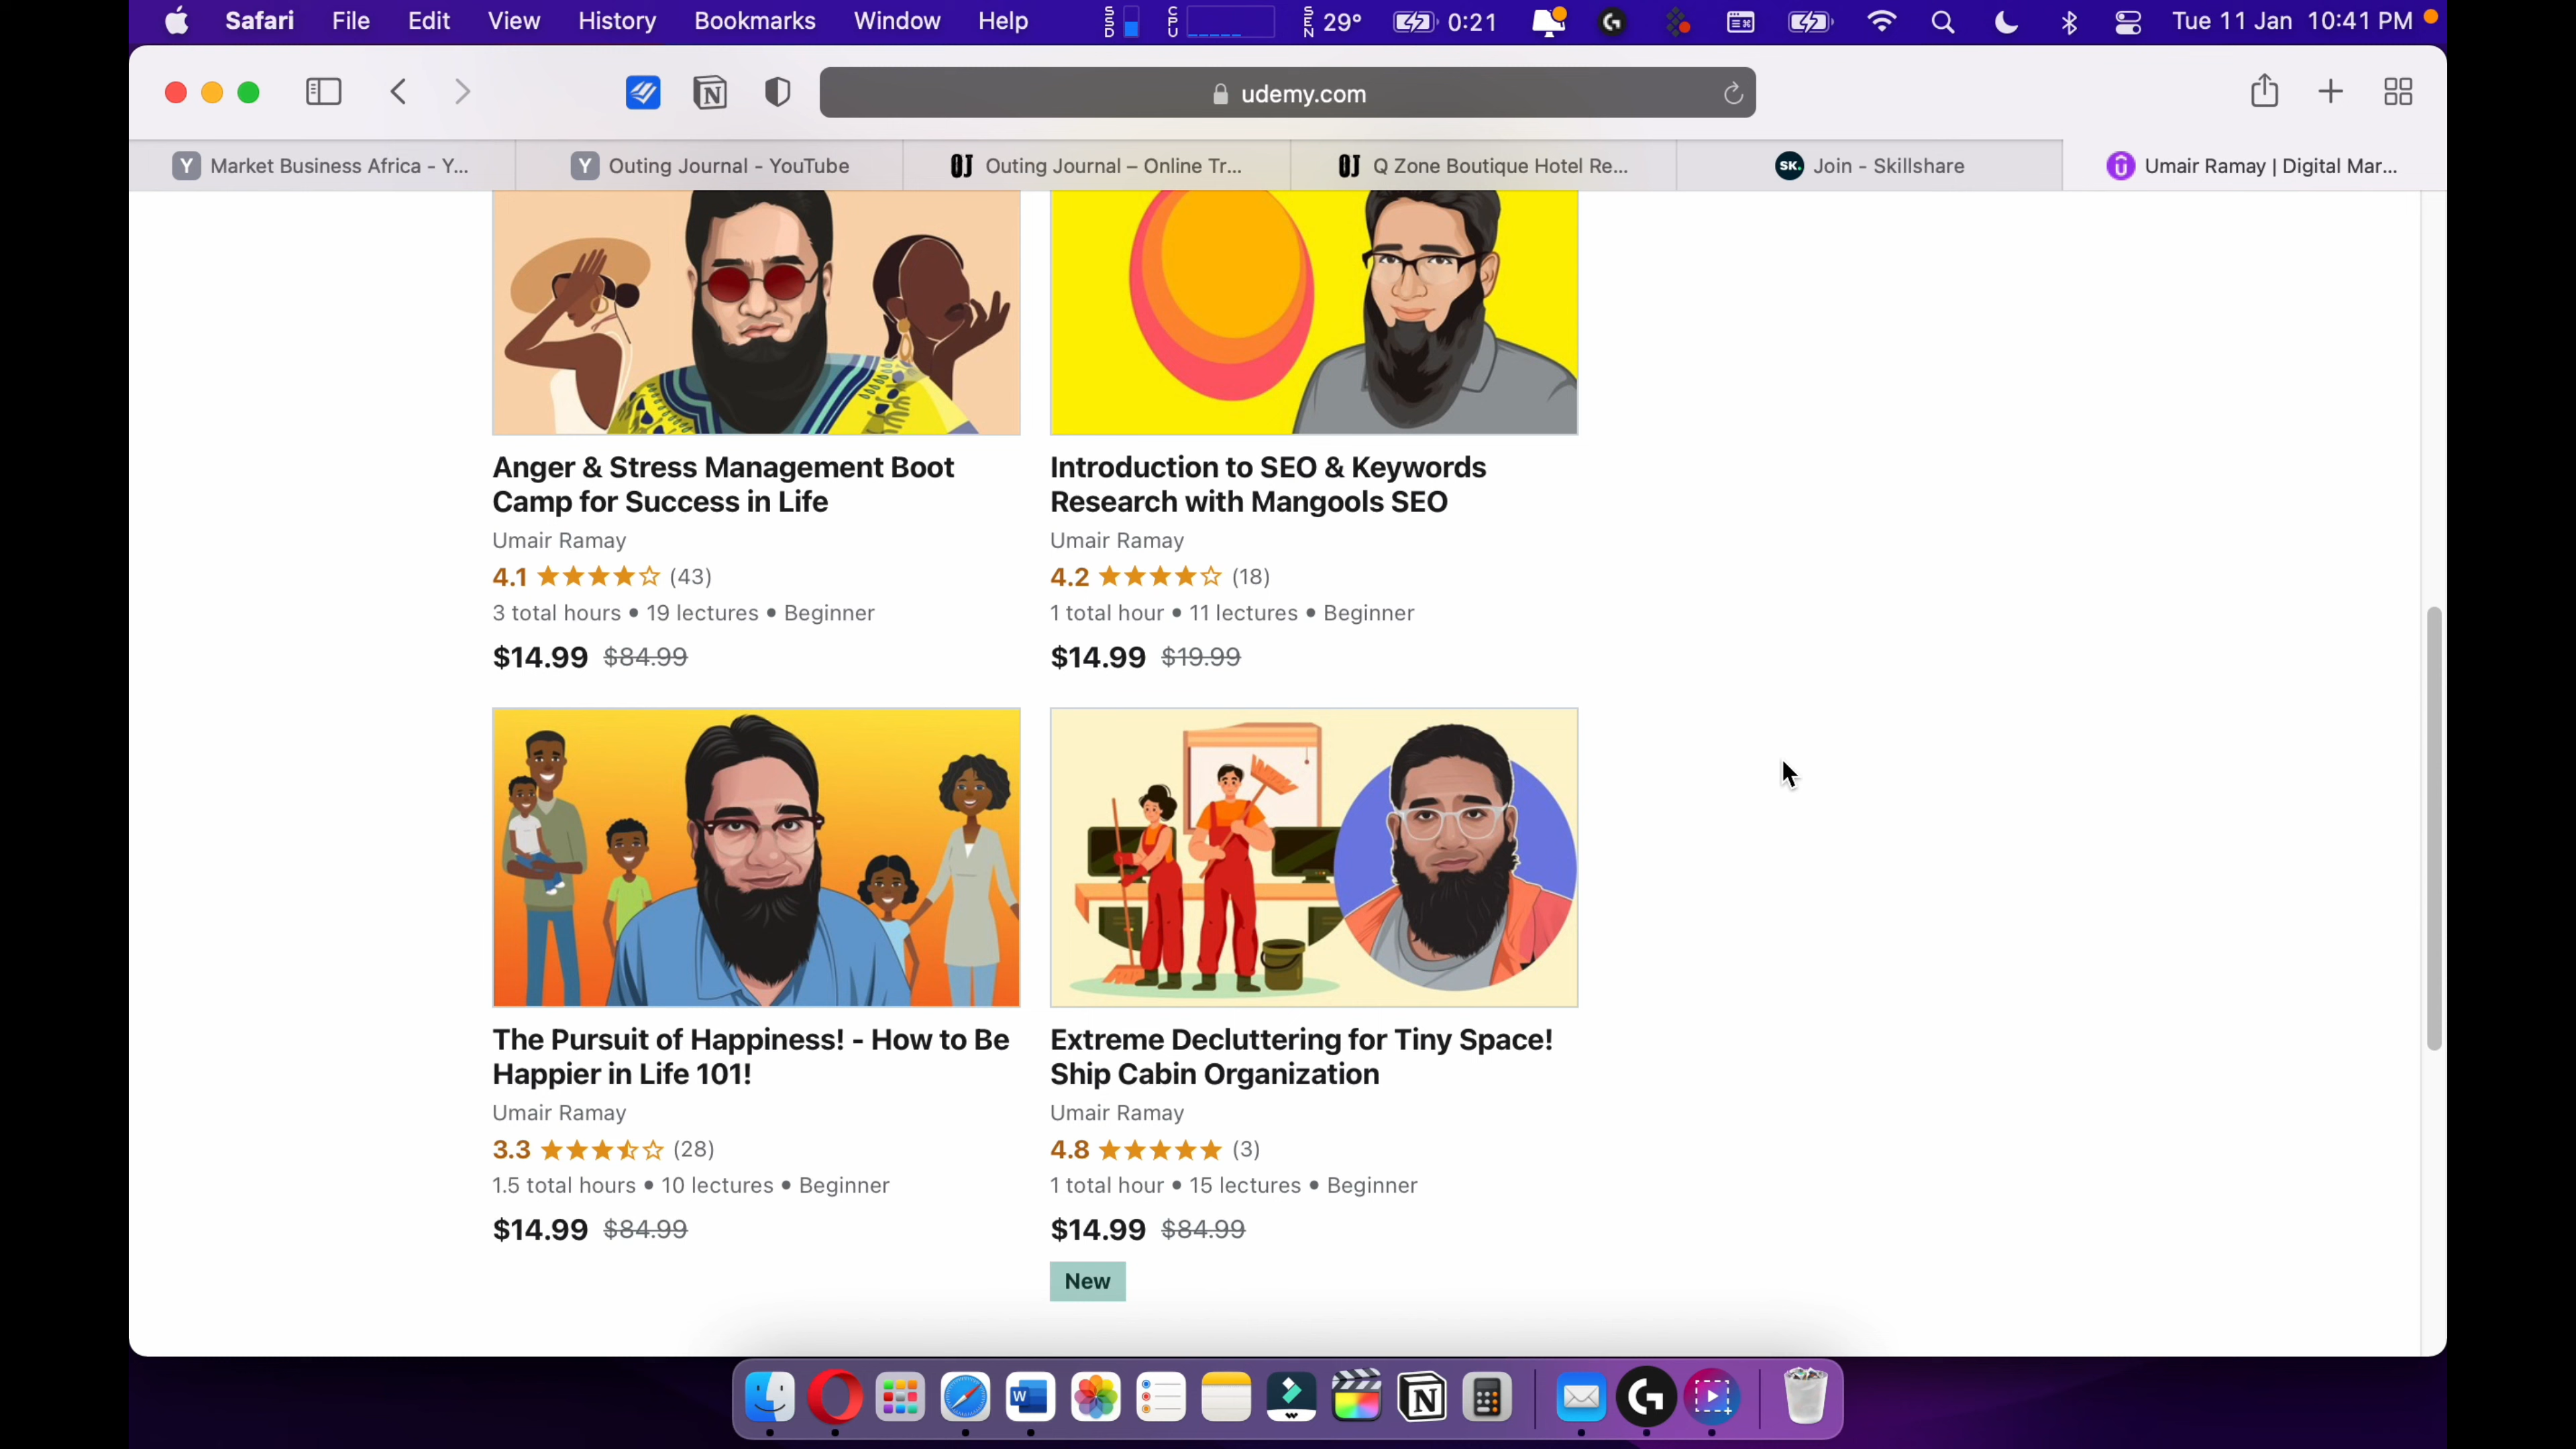 Safari File Edit View History Bookmarks Window Help SSD CPU SEN 29° 0:21 Tue 11 Jan 10:41 PM
udemy.com
Y Market Business Africa - Y... Y Outing Journal - YouTube OJ Outing Journal – Online Tr... OJ Q Zone Boutique Hotel Re... SK. Join - Skillshare Umair Ramay | Digital Mar...
Anger & Stress Management Boot
Camp for Success in Life
Umair Ramay
4.1 (43)
3 total hours • 19 lectures • Beginner
$14.99 $84.99
Introduction to SEO & Keywords
Research with Mangools SEO
Umair Ramay
4.2 (18)
1 total hour • 11 lectures • Beginner
$14.99 $19.99
The Pursuit of Happiness! - How to Be
Happier in Life 101!
Umair Ramay
3.3 (28)
1.5 total hours • 10 lectures • Beginner
$14.99 $84.99
Extreme Decluttering for Tiny Space!
Ship Cabin Organization
Umair Ramay
4.8 (3)
1 total hour • 15 lectures • Beginner
$14.99 $84.99
New